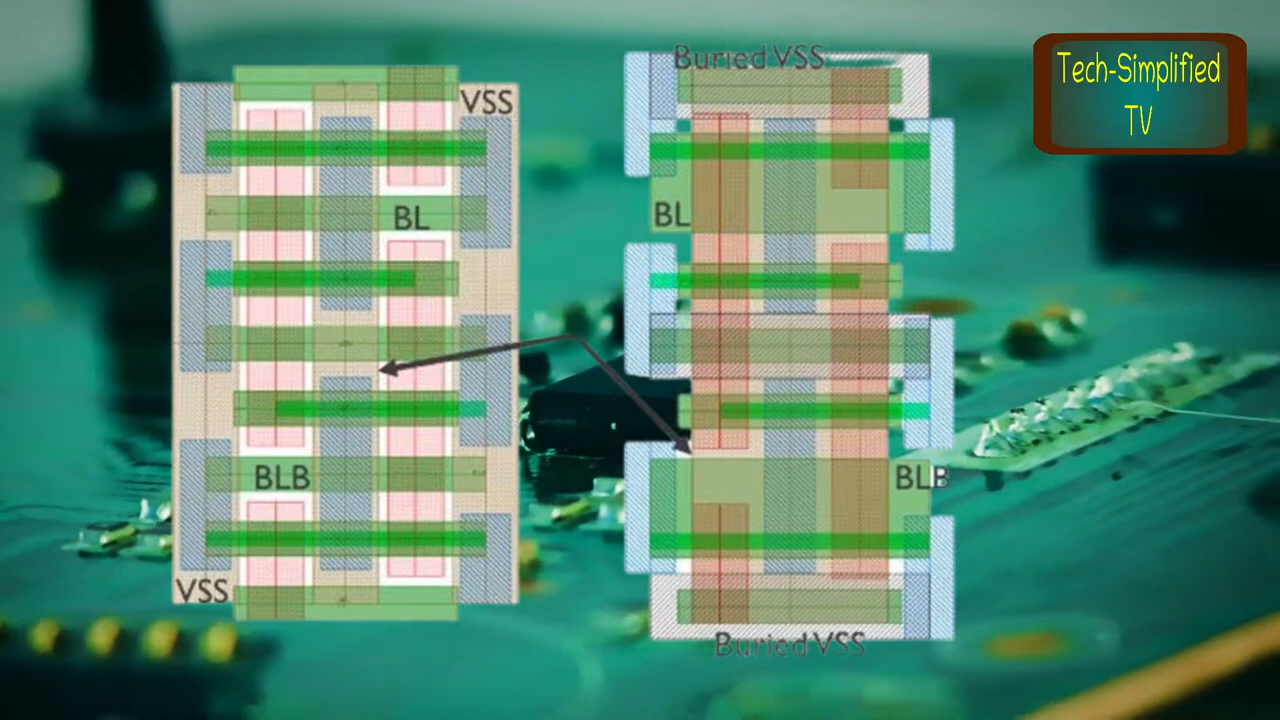 Buried VSS
Tech-Simplified
TV
VSS
BL
BL
BLB
BLB
VSS
Buried VSS